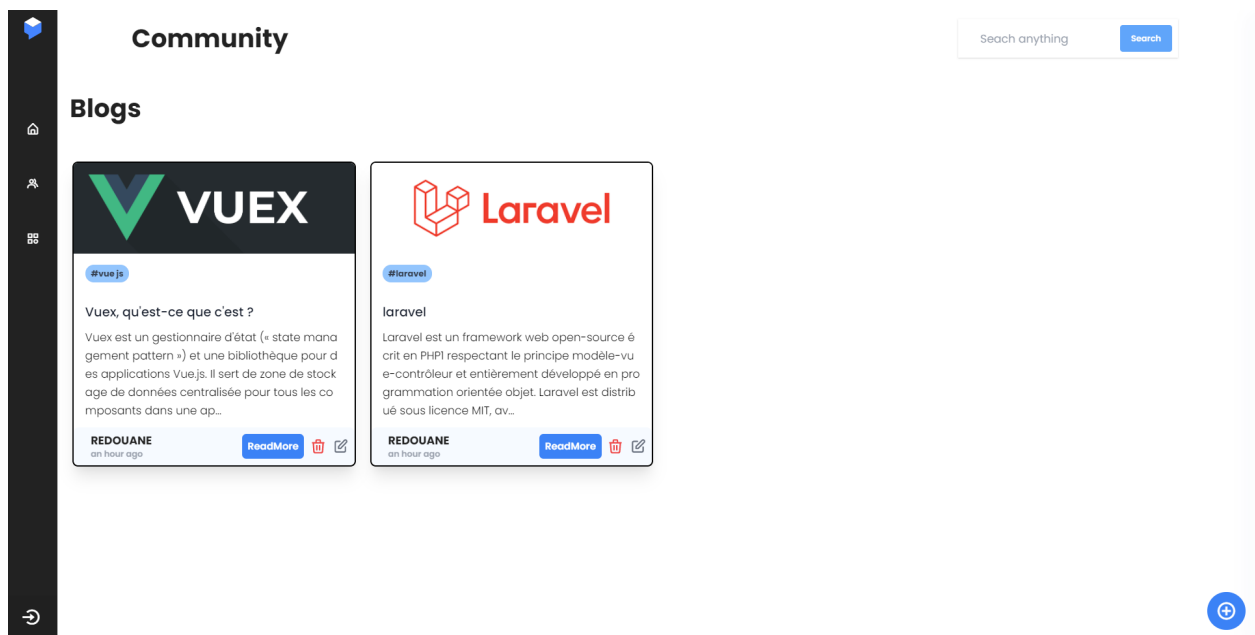 Community
Seach anything
Search
Blogs
VUEX
Laravel
#vue js
#laravel
Vuex, qu'est-ce que c'est ?
Vuex est un gestionnaire d'état (« state mana
gement pattern ») et une bibliothèque pour d
es applications Vue.js. Il sert de zone de stock
age de données centralisée pour tous les co
mposants dans une ap...
laravel
Laravel est un framework web open-source é
crit en PHP1 respectant le principe modèle-vu
e-contrôleur et entièrement développé en pro
grammation orientée objet. Laravel est distrib
ué sous licence MIT, av...
REDOUANE
an hour ago
ReadMore
REDOUANE
an hour ago
ReadMore